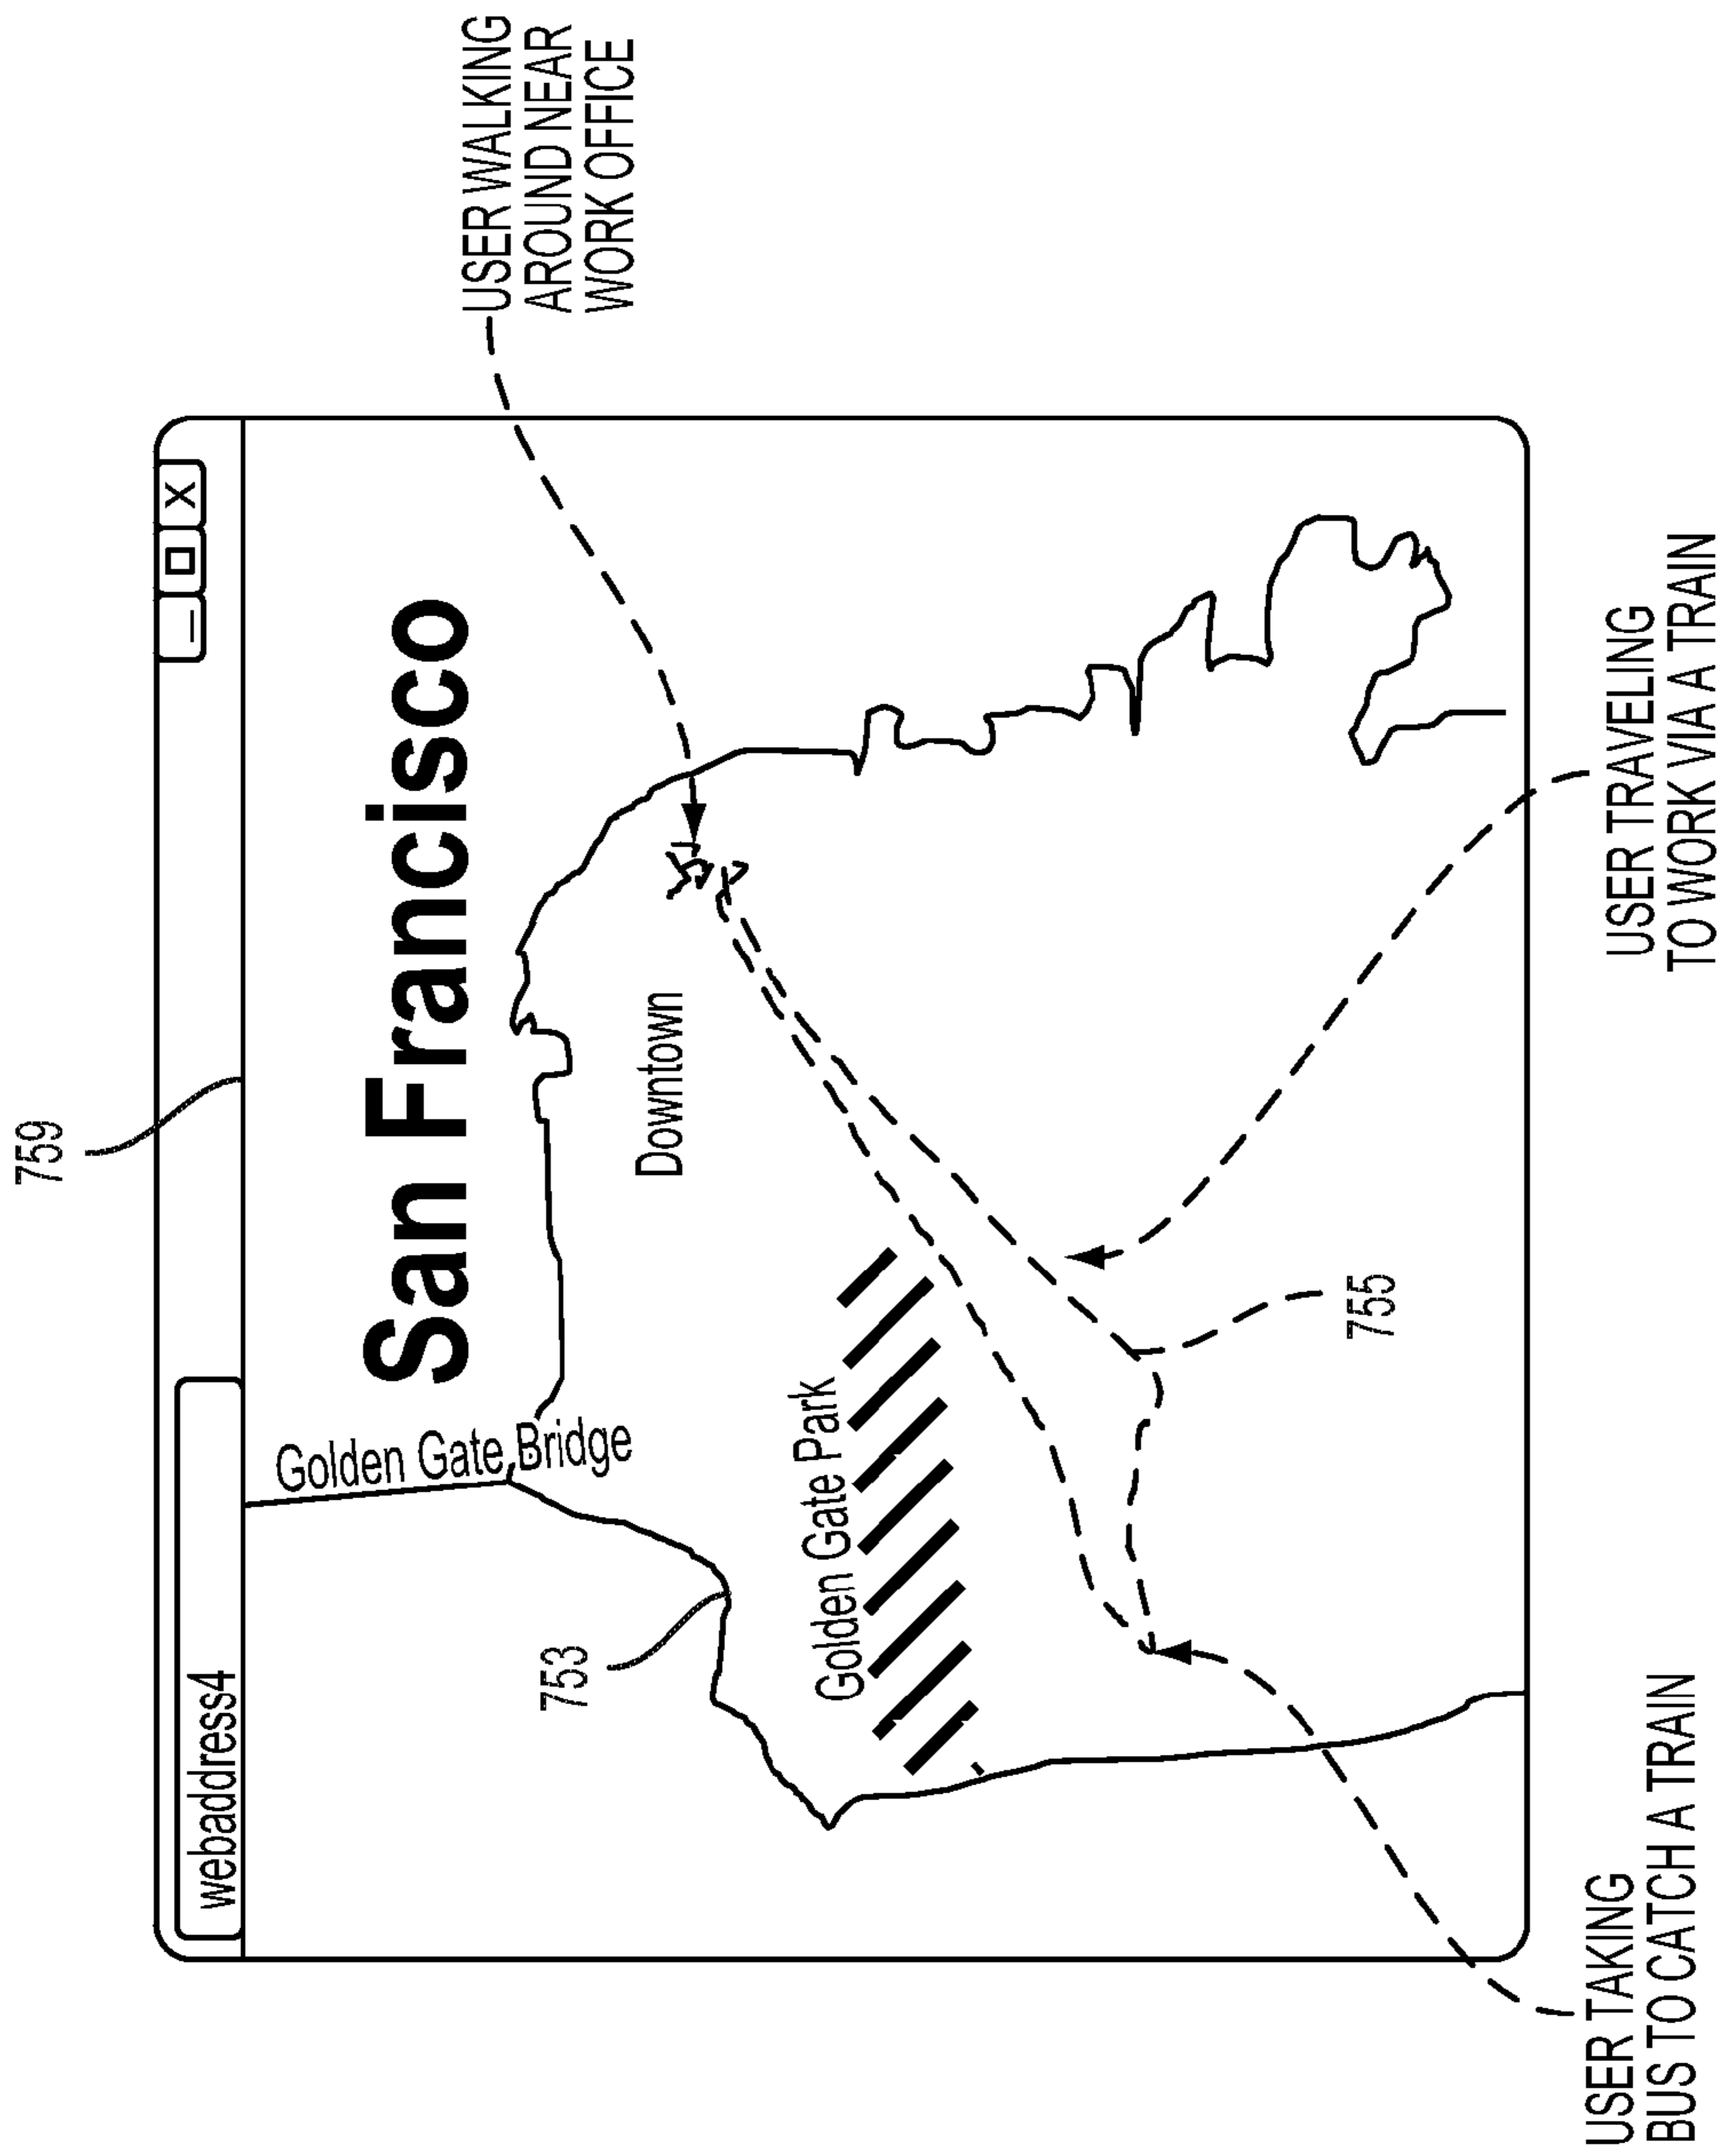 759
webaddress4
_ X
San Francisco
Golden Gate Bridge
USER WALKING
AROUND NEAR
WORK OFFICE
753
Downtown
Golden Gate Park
755
USER TAKING
BUS TO CATCH A TRAIN
USER TRAVELING
TO WORK VIA A TRAIN